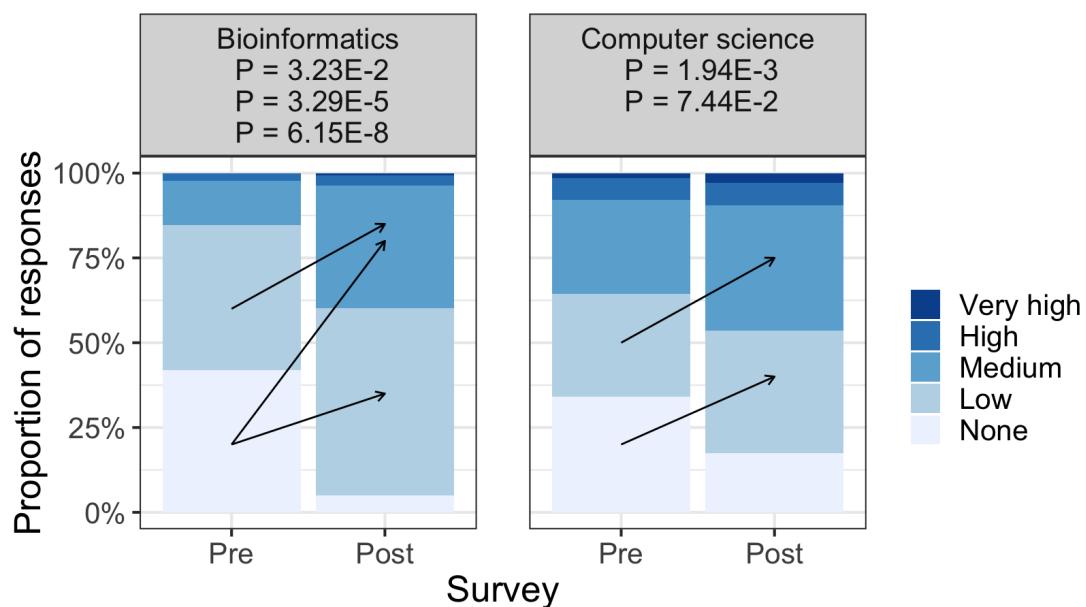 Bioinformatics
P = 3.23E-2
P = 3.29E-5
P = 6.15E-8
Computer science
P = 1.94E-3
P = 7.44E-2
Proportion of responses
100%
75%
50%
25%
0%
Pre
Post
Pre
Post
Survey
Very high
High
Medium
Low
None